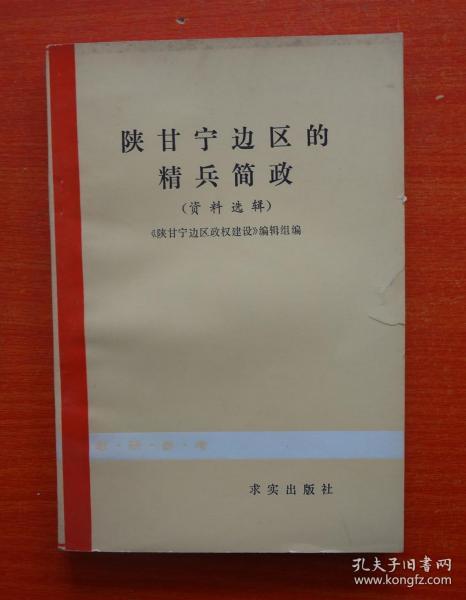 陕甘宁边区的
精兵简政
(资料选辑)
《陕甘宁边区政权建设》编辑组编
求实出版社
孔夫子旧书网
www.kongfz.com